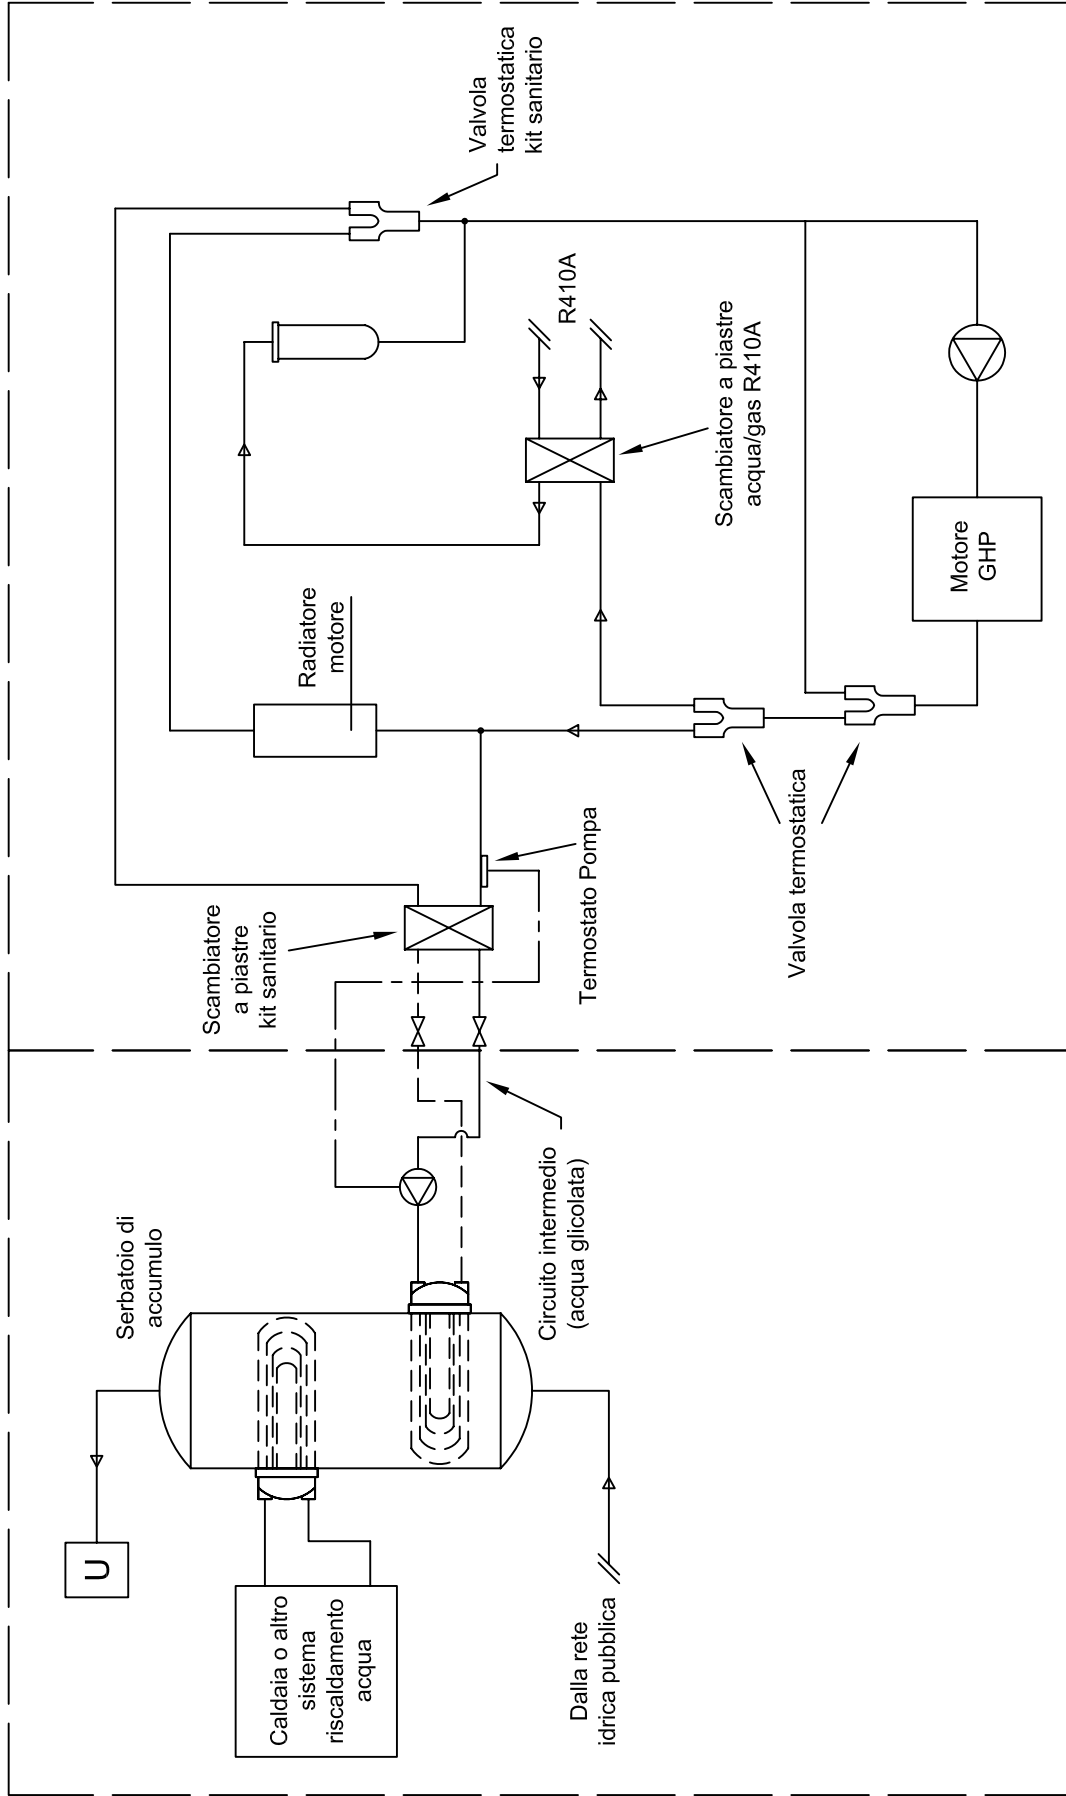 U
Caldaia o altro
sistema
riscaldamento
acqua
Serbatoio di
accumulo
Dalla rete
idrica pubblica
Circuito intermedio
(acqua glicolata)
Scambiatore
a piastre
kit sanitario
Termostato Pompa
Radiatore
motore
Valvola termostatica
Valvola
termostatica
kit sanitario
R410A
Scambiatore a piastre
acqua/gas R410A
Motore
GHP